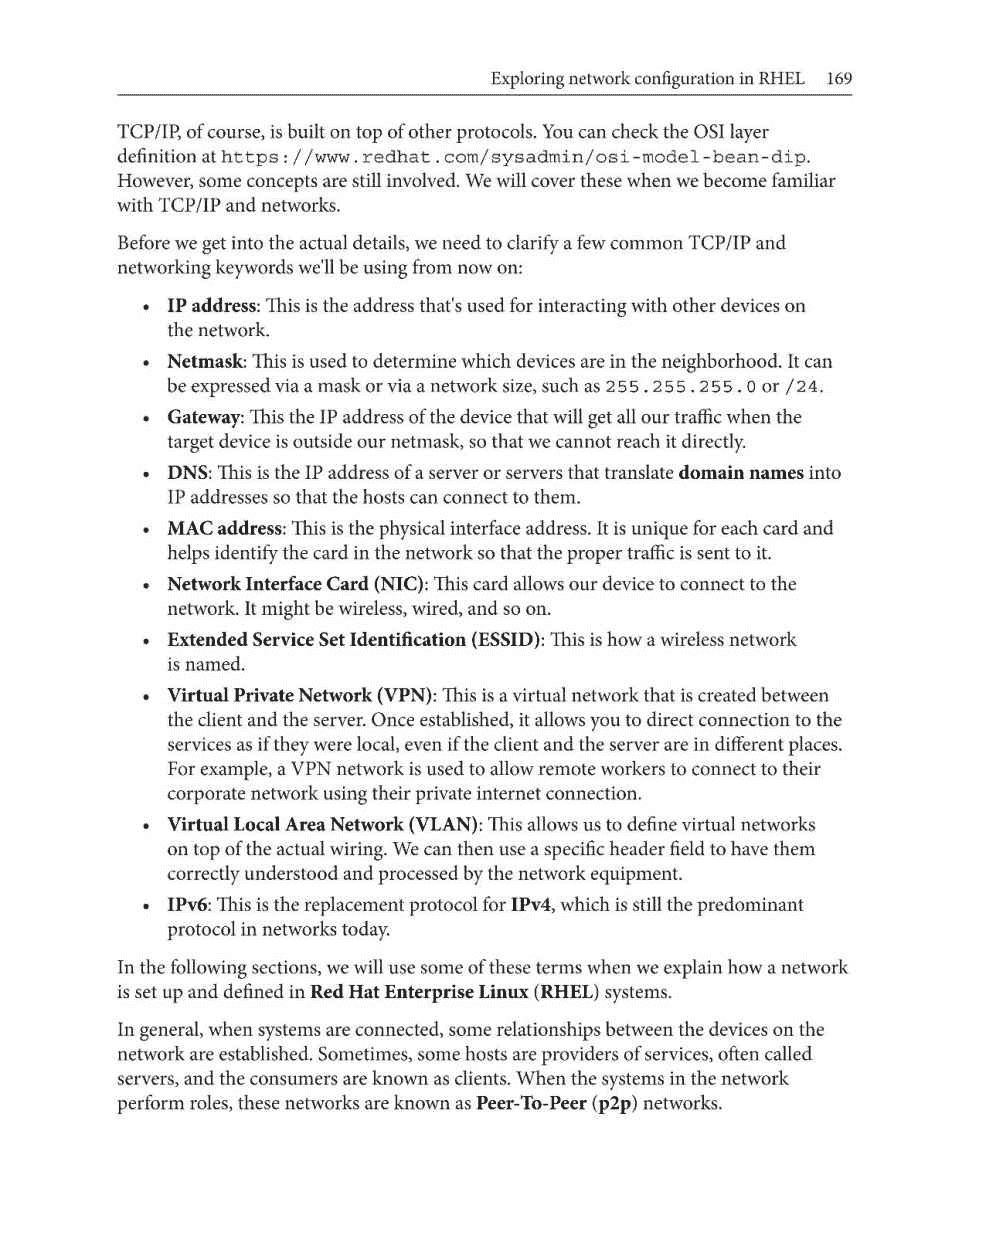 Exploring network configuration in RHEL 169
TCP/IP, of course, is built on top of other protocols. You can check the OSI layer
definition at https://www.redhat.com/sysadmin/osi-model-bean-dip.
However, some concepts are still involved. We will cover these when we become familiar
with TCP/IP and networks.
Before we get into the actual details, we need to clarify a few common TCP/IP and
networking keywords we'll be using from now on:
• IP address: This is the address that's used for interacting with other devices on
the network.
• Netmask: This is used to determine which devices are in the neighborhood. It can
be expressed via a mask or via a network size, such as 255.255.255.0 or /24.
• Gateway: This the IP address of the device that will get all our traffic when the
target device is outside our netmask, so that we cannot reach it directly.
• DNS: This is the IP address of a server or servers that translate domain names into
IP addresses so that the hosts can connect to them.
• MAC address: This is the physical interface address. It is unique for each card and
helps identify the card in the network so that the proper traffic is sent to it.
• Network Interface Card (NIC): This card allows our device to connect to the
network. It might be wireless, wired, and so on.
• Extended Service Set Identification (ESSID): This is how a wireless network
is named.
• Virtual Private Network (VPN): This is a virtual network that is created between
the client and the server. Once established, it allows you to direct connection to the
services as if they were local, even if the client and the server are in different places.
For example, a VPN network is used to allow remote workers to connect to their
corporate network using their private internet connection.
• Virtual Local Area Network (VLAN): This allows us to define virtual networks
on top of the actual wiring. We can then use a specific header field to have them
correctly understood and processed by the network equipment.
• IPv6: This is the replacement protocol for IPv4, which is still the predominant
protocol in networks today.
In the following sections, we will use some of these terms when we explain how a network
is set up and defined in Red Hat Enterprise Linux (RHEL) systems.
In general, when systems are connected, some relationships between the devices on the
network are established. Sometimes, some hosts are providers of services, often called
servers, and the consumers are known as clients. When the systems in the network
perform roles, these networks are known as Peer-To-Peer (p2p) networks.